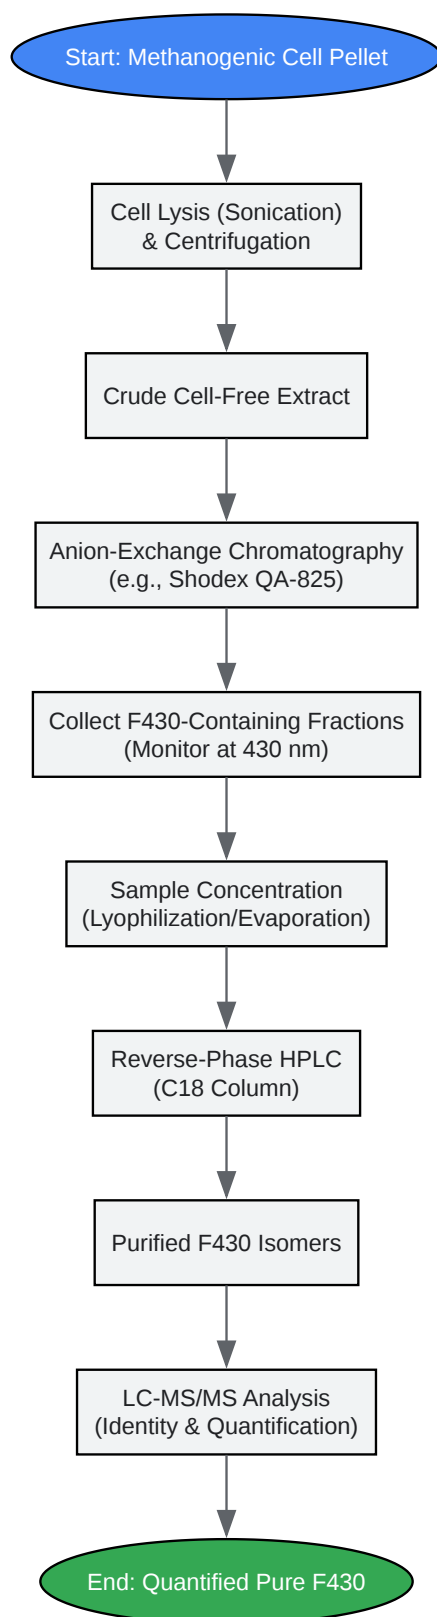 Start: Methanogenic Cell Pellet
Cell Lysis (Sonication)
& Centrifugation
Crude Cell-Free Extract
Anion-Exchange Chromatography
(e.g., Shodex QA-825)
Collect F430-Containing Fractions
(Monitor at 430 nm)
Sample Concentration
(Lyophilization/Evaporation)
Reverse-Phase HPLC
(C18 Column)
Purified F430 Isomers
LC-MS/MS Analysis
(Identity & Quantification)
End: Quantified Pure F430